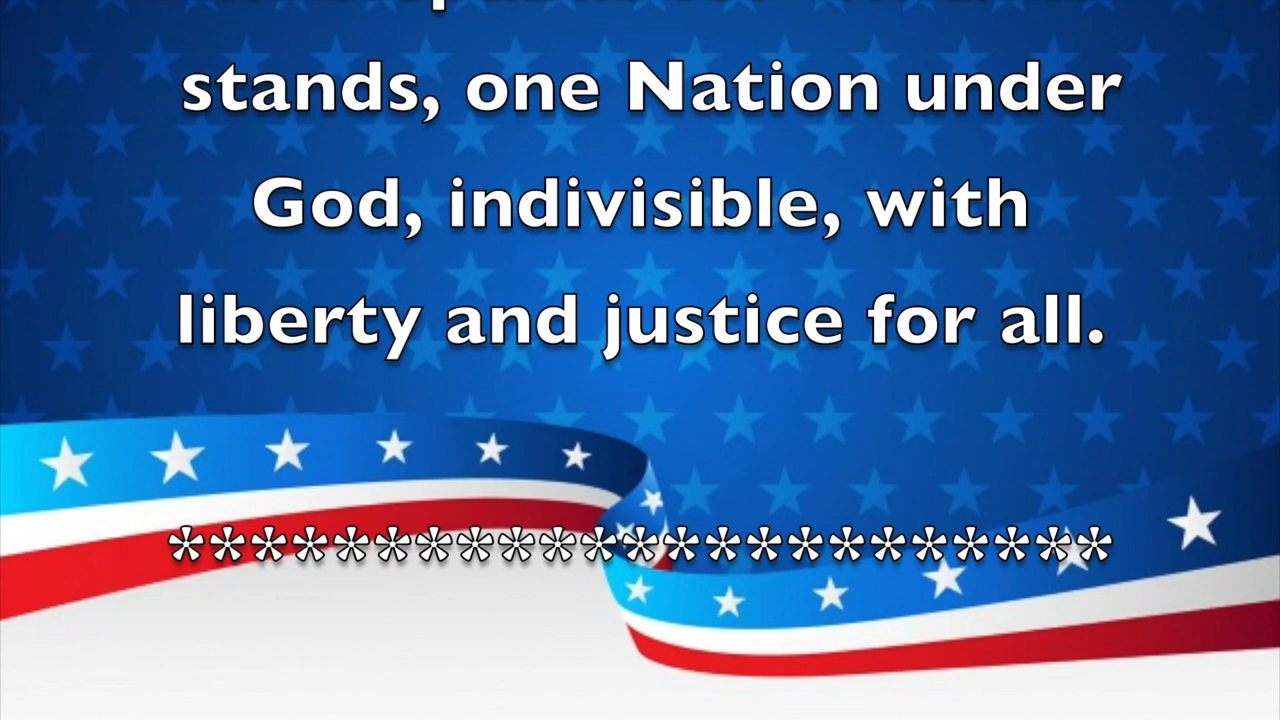 stands, one Nation under
God, indivisible, with
liberty and justice for all.
***********************